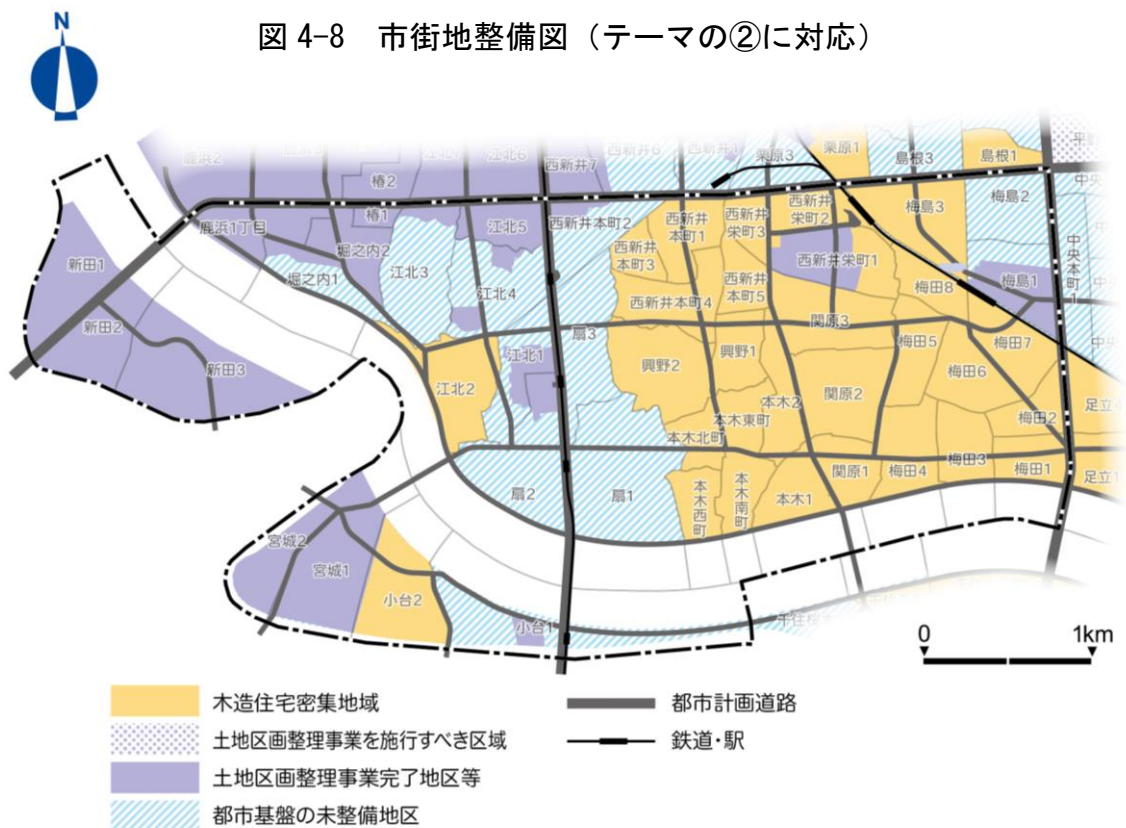 図 4-8 市街地整備図（テーマの②に対応）
N
鹿浜2
江北6
西新井7
西新井6
西新井1
栗原3
栗原1
島根3
島根1
椿2
椿1
鹿浜1丁目
江北5
西新井本町2
西新井
本町1
西新井
栄町3
西新井
栄町2
梅島3
梅島2
中央本町1
新田1
堀之内2
堀之内1
江北3
江北4
西新井
本町3
西新井本町4
西新井
本町5
西新井栄町1
梅田8
梅島1
新田2
新田3
江北2
江北1
扇3
興野2
興野1
関原3
関原2
梅田5
梅田7
梅田6
梅田2
本木2
本木東町
本木北町
扇2
扇1
本木西町
本木南町
本木1
関原1
梅田4
梅田3
梅田1
足立1
宮城2
宮城1
小台2
小台1
0 1km
木造住宅密集地域
土地区画整理事業を施行すべき区域
土地区画整理事業完了地区等
都市基盤の未整備地区
都市計画道路
鉄道・駅